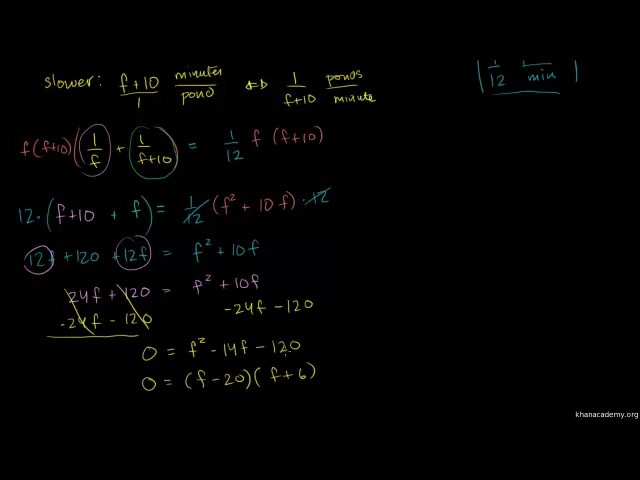 slower: f+10/1 minutes/pond ↔ 1/f+10 ponds/minute
1/12 1/min
f(f+10)(1/f + 1/f+10) = 1/12 f (f+10)
12·(f+10 + f) = 1/12 (f² + 10f)·12
12f + 120 + 12f = f² + 10f
24f + 120 = f² + 10f
-24f - 120 -24f - 120
0 = f² - 14f - 120
0 = (f - 20)(f + 6)
khanacademy.org